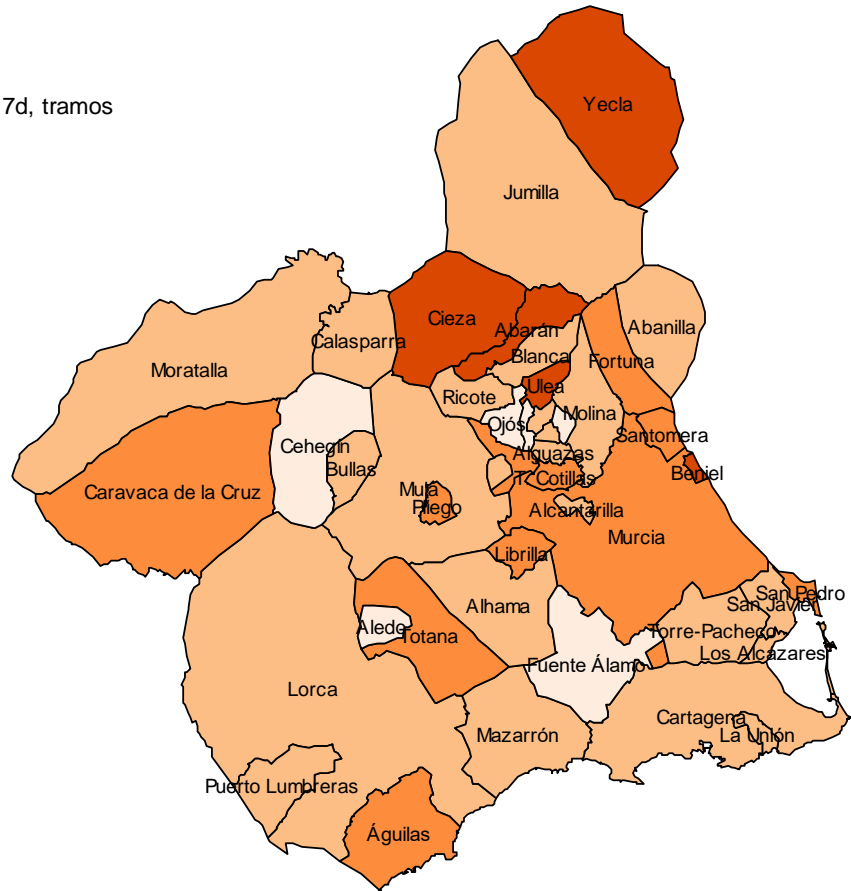 Yecla
7d, tramos
Jumilla
Cieza
Abarán
Abanilla
Calasparra
Blanca
Fortuna
Moratalla
Ulea
Ricote
Molina
Ojós
Santomera
Cehegín
Alguazas
Bullas
Beniel
T. Cotillas
Caravaca de la Cruz
Mula
Pliego
Alcantarilla
Murcia
Librilla
San Pedro
San Javier
Alhama
Aledo
Totana
Torre-Pacheco
Los Alcázares
Fuente Álamo
Lorca
Cartagena
La Unión
Mazarrón
Puerto Lumbreras
Águilas